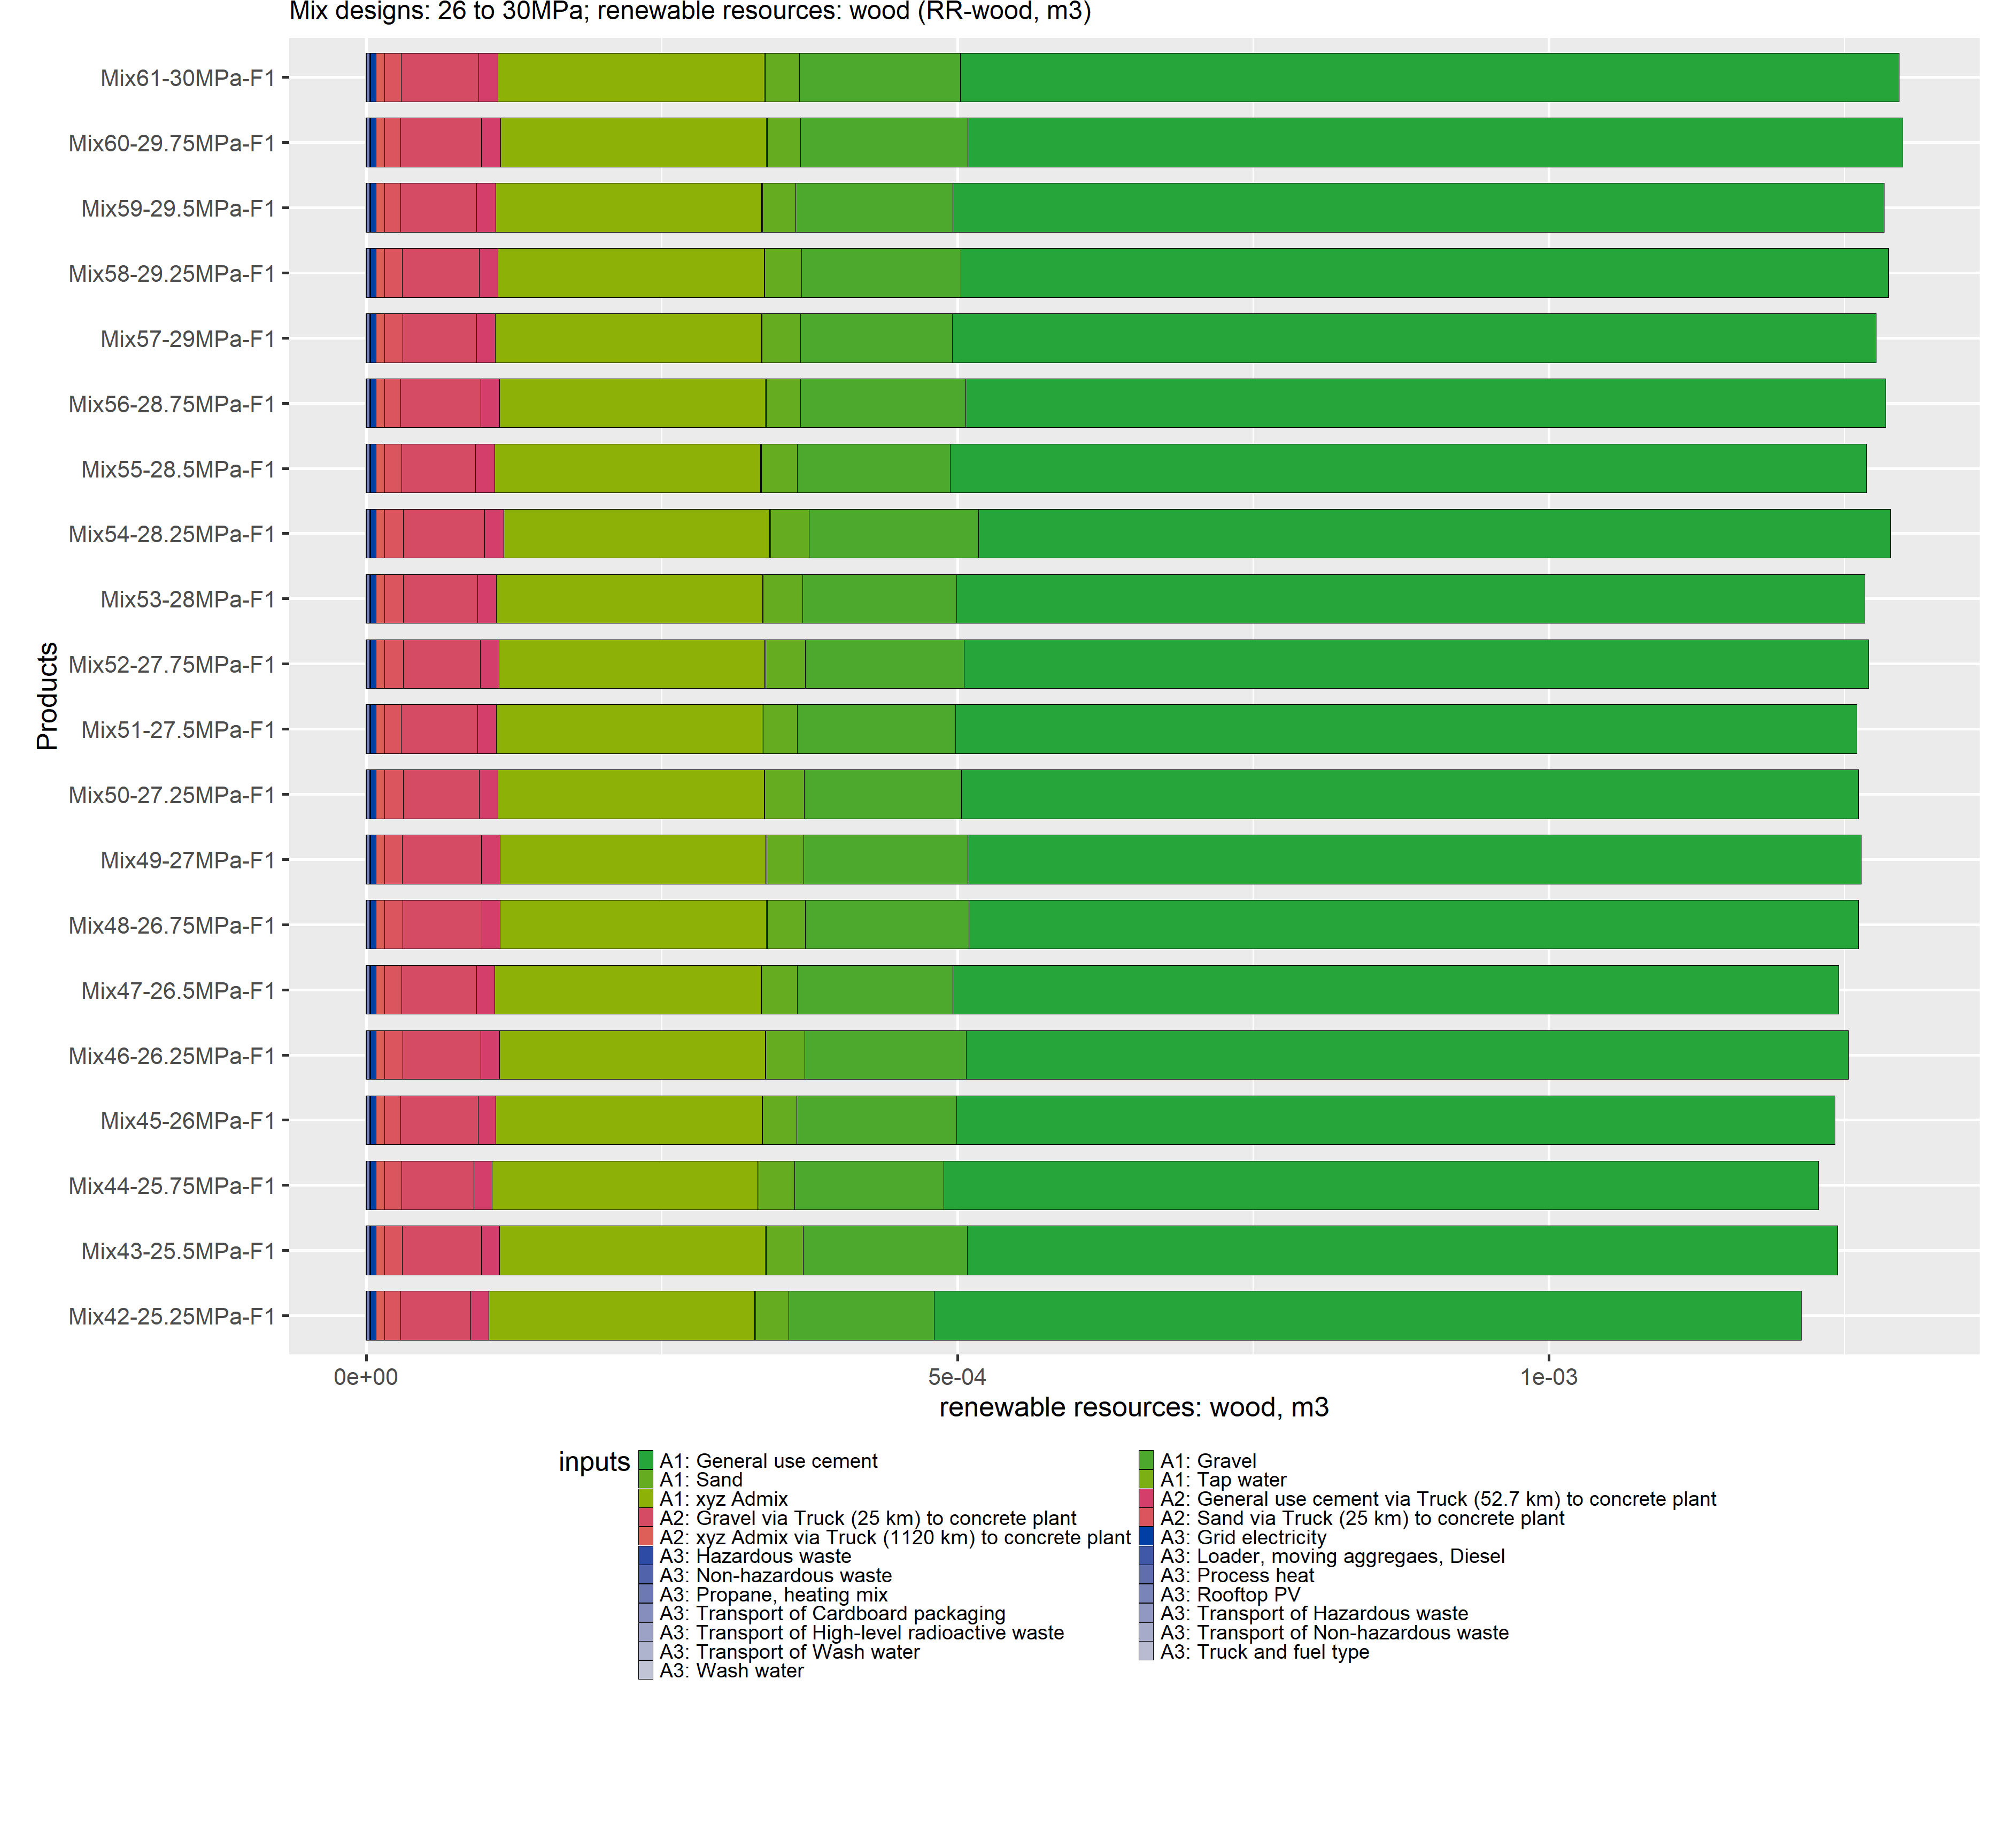 Mix designs: 26 to 30MPa; renewable resources: wood (RR-wood, m3)
Products
Mix61-30MPa-F1
Mix60-29.75MPa-F1
Mix59-29.5MPa-F1
Mix58-29.25MPa-F1
Mix57-29MPa-F1
Mix56-28.75MPa-F1
Mix55-28.5MPa-F1
Mix54-28.25MPa-F1
Mix53-28MPa-F1
Mix52-27.75MPa-F1
Mix51-27.5MPa-F1
Mix50-27.25MPa-F1
Mix49-27MPa-F1
Mix48-26.75MPa-F1
Mix47-26.5MPa-F1
Mix46-26.25MPa-F1
Mix45-26MPa-F1
Mix44-25.75MPa-F1
Mix43-25.5MPa-F1
Mix42-25.25MPa-F1
0e+00 5e-04 1e-03
renewable resources: wood, m3
inputs
A1: General use cement A1: Gravel
A1: Sand A1: Tap water
A1: xyz Admix A2: General use cement via Truck (52.7 km) to concrete plant
A2: Gravel via Truck (25 km) to concrete plant A2: Sand via Truck (25 km) to concrete plant
A2: xyz Admix via Truck (1120 km) to concrete plant A3: Grid electricity
A3: Hazardous waste A3: Loader, moving aggregaes, Diesel
A3: Non-hazardous waste A3: Process heat
A3: Propane, heating mix A3: Rooftop PV
A3: Transport of Cardboard packaging A3: Transport of Hazardous waste
A3: Transport of High-level radioactive waste A3: Transport of Non-hazardous waste
A3: Transport of Wash water A3: Truck and fuel type
A3: Wash water